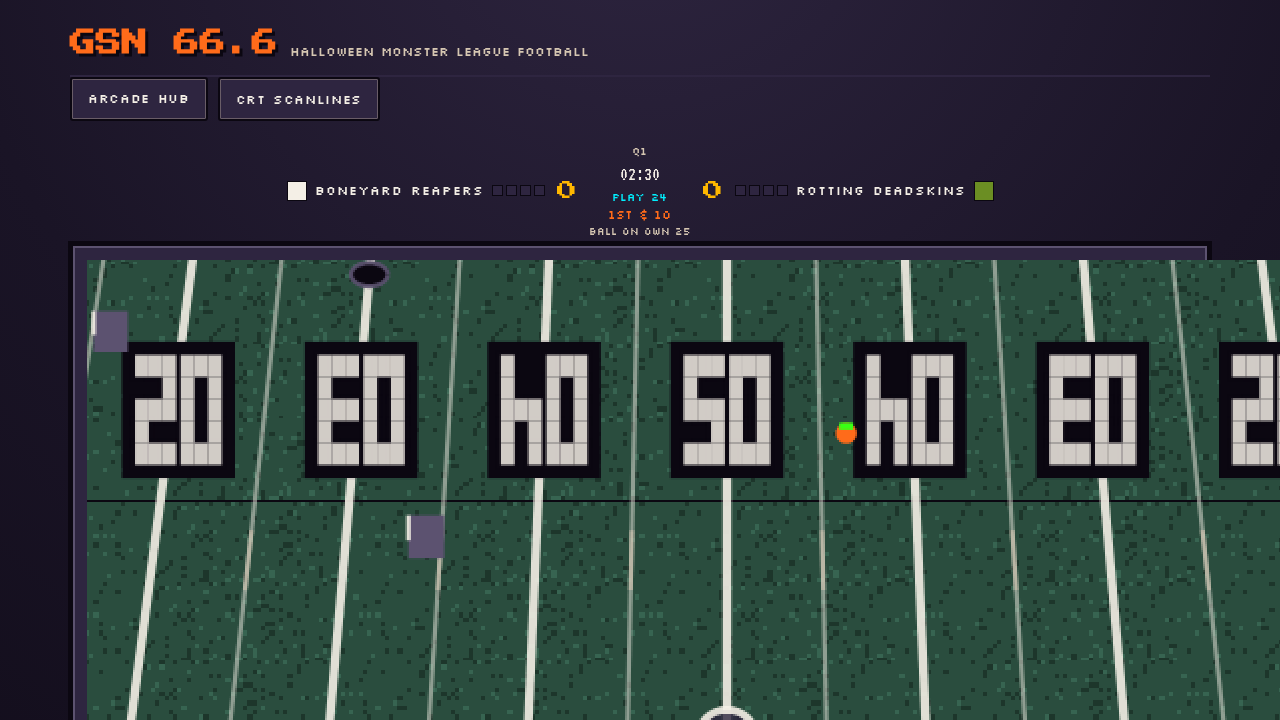 GSN 66.6 HALLOWEEN MONSTER LEAGUE FOOTBALL
ARCADE HUB CRT SCANLINES
Q1
02:30
BONEYARD REAPERS 0 0 ROTTING DEADSKINS
PLAY 24
1ST & 10
BALL ON OWN 25
20 30 40 50 40 30 2